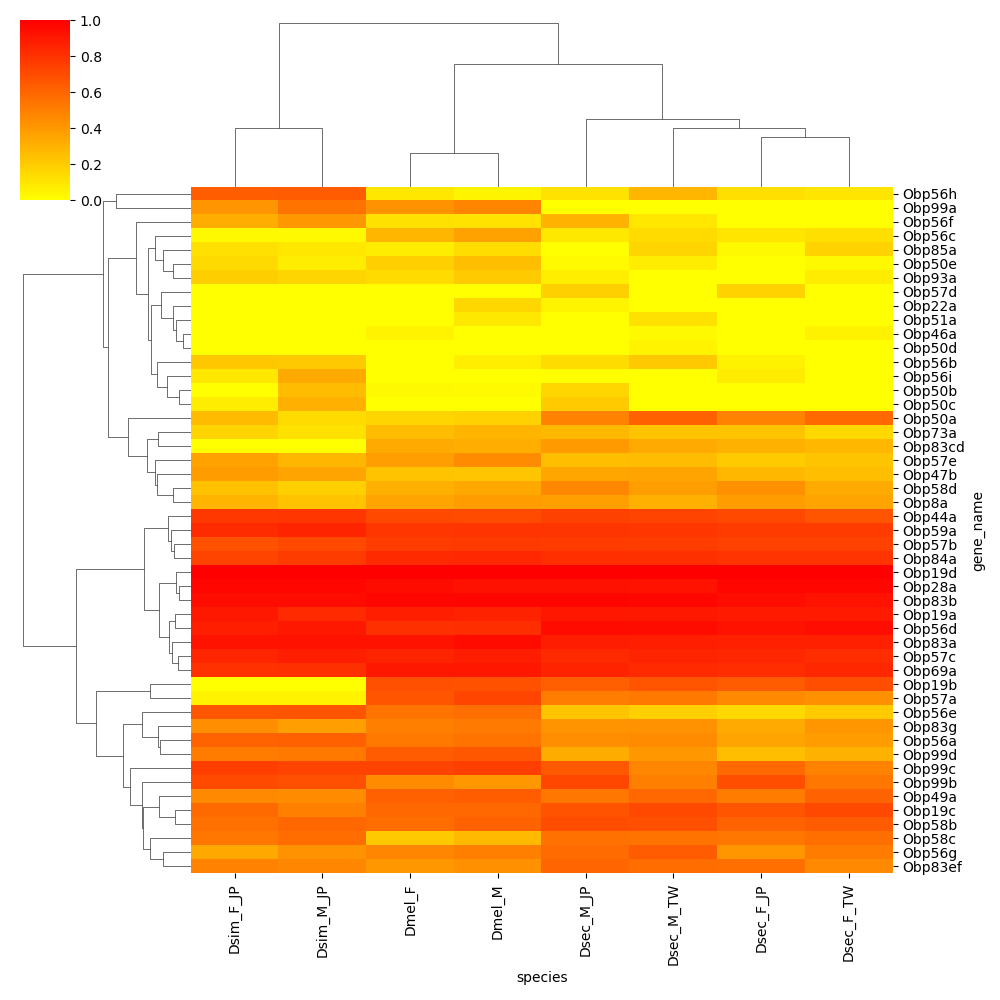 1.0
0.8
0.6
0.4
0.2
0.0
Obp56h
Obp99a
Obp56f
Obp56c
Obp85a
Obp50e
Obp93a
Obp57d
Obp22a
Obp51a
Obp46a
Obp50d
Obp56b
Obp56i
Obp50b
Obp50c
Obp50a
Obp73a
Obp83cd
Obp57e
Obp47b
Obp58d
Obp8a
Obp44a
Obp59a
Obp57b
Obp84a
Obp19d
Obp28a
Obp83b
Obp19a
Obp56d
Obp83a
Obp57c
Obp69a
Obp19b
Obp57a
Obp56e
Obp83g
Obp56a
Obp99d
Obp99c
Obp99b
Obp49a
Obp19c
Obp58b
Obp58c
Obp56g
Obp83ef
gene_name
Dsim_F_JP
Dsim_M_JP
Dmel_F
Dmel_M
Dsec_M_JP
Dsec_M_TW
Dsec_F_JP
Dsec_F_TW
species